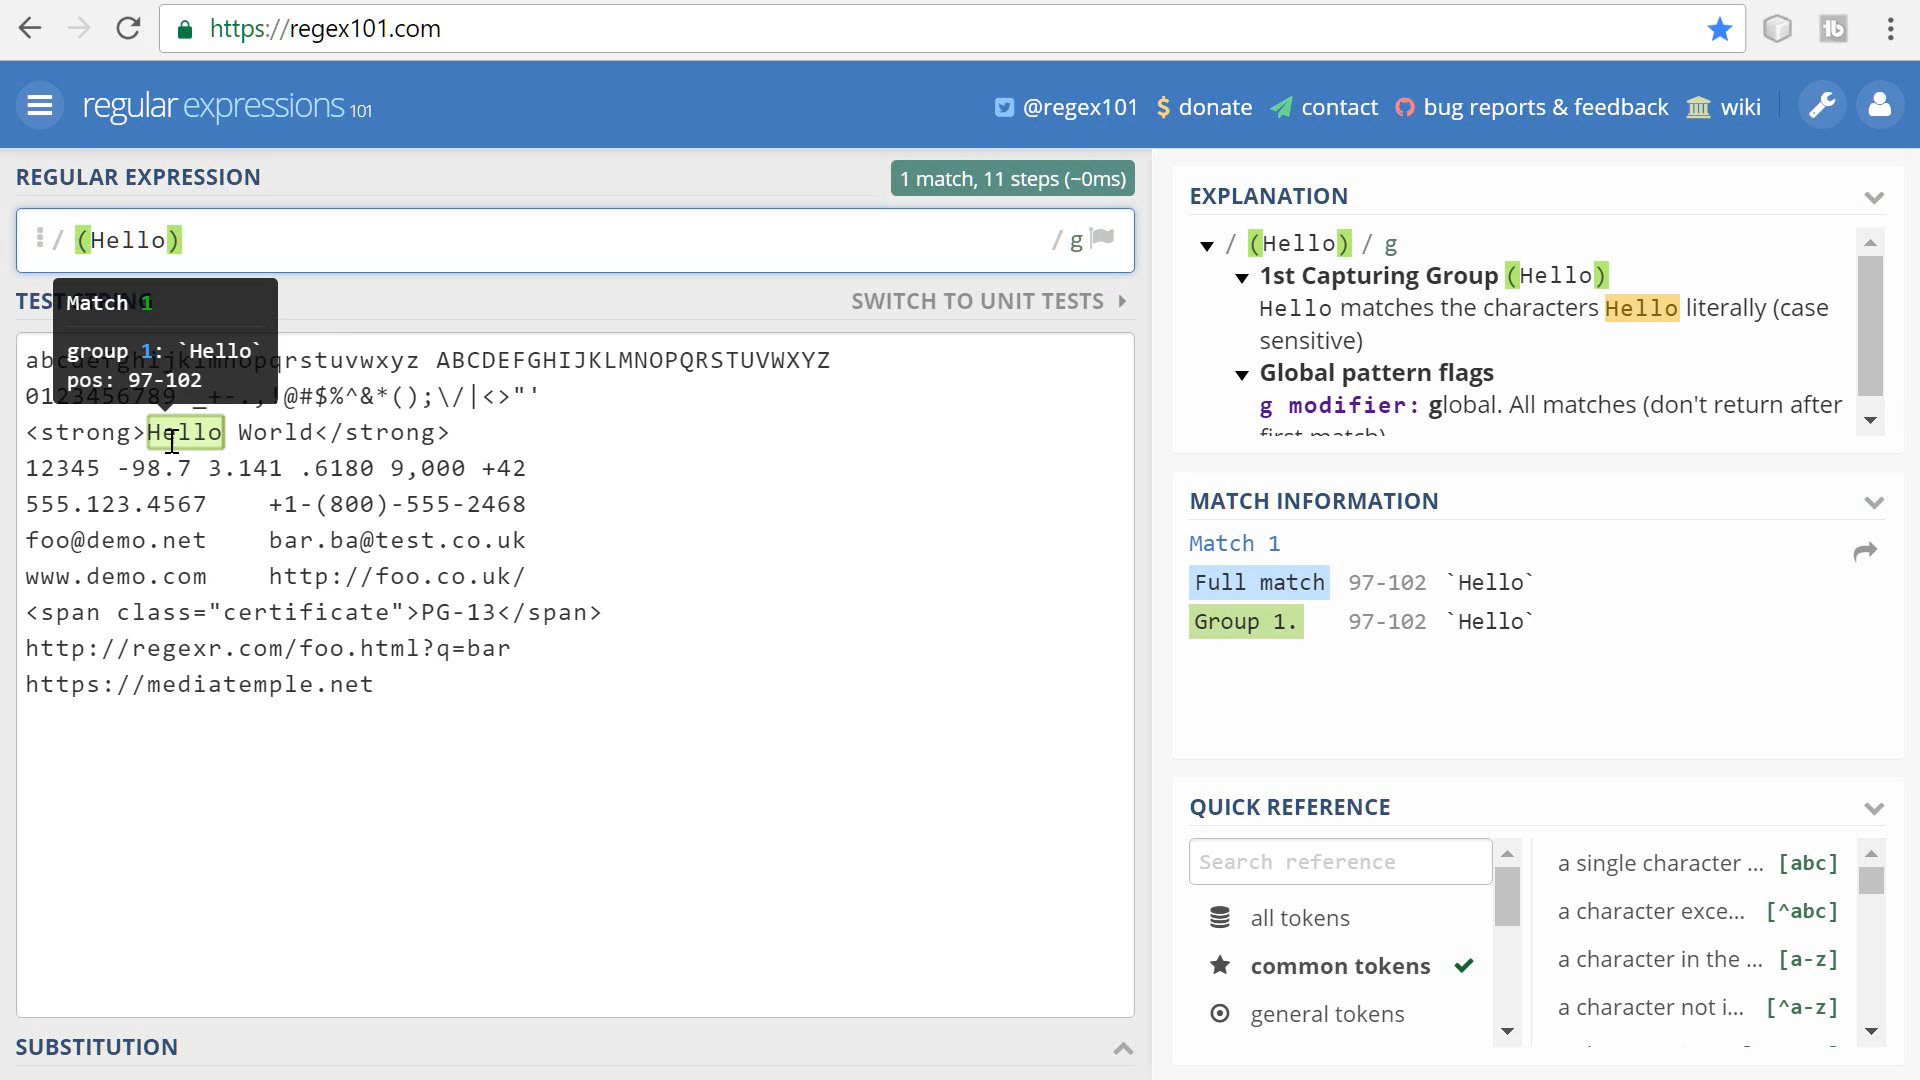 https://regex101.com
regular expressions 101
@regex101
$ donate
contact
bug reports & feedback
wiki
REGULAR EXPRESSION
1 match, 11 steps (~0ms)
/ (Hello)
/ g
Match 1
group 1: `Hello`
pos: 97-102
SWITCH TO UNIT TESTS
abcdefghijklmnopqrstuvwxyz ABCDEFGHIJKLMNOPQRSTUVWXYZ
0123456789 _+-.,!@#$%^&*();\/|<>"'
<strong>Hello World</strong>
12345 -98.7 3.141 .6180 9,000 +42
555.123.4567    +1-(800)-555-2468
foo@demo.net    bar.ba@test.co.uk
www.demo.com    http://foo.co.uk/
<span class="certificate">PG-13</span>
http://regexr.com/foo.html?q=bar
https://mediatemple.net
SUBSTITUTION
EXPLANATION
/ (Hello) / g
1st Capturing Group (Hello)
Hello matches the characters Hello literally (case
sensitive)
Global pattern flags
g modifier: global. All matches (don't return after
first match)
MATCH INFORMATION
Match 1
Full match 97-102 `Hello`
Group 1. 97-102 `Hello`
QUICK REFERENCE
Search reference
all tokens
common tokens
general tokens
a single character ... [abc]
a character exce... [^abc]
a character in the ... [a-z]
a character not i... [^a-z]